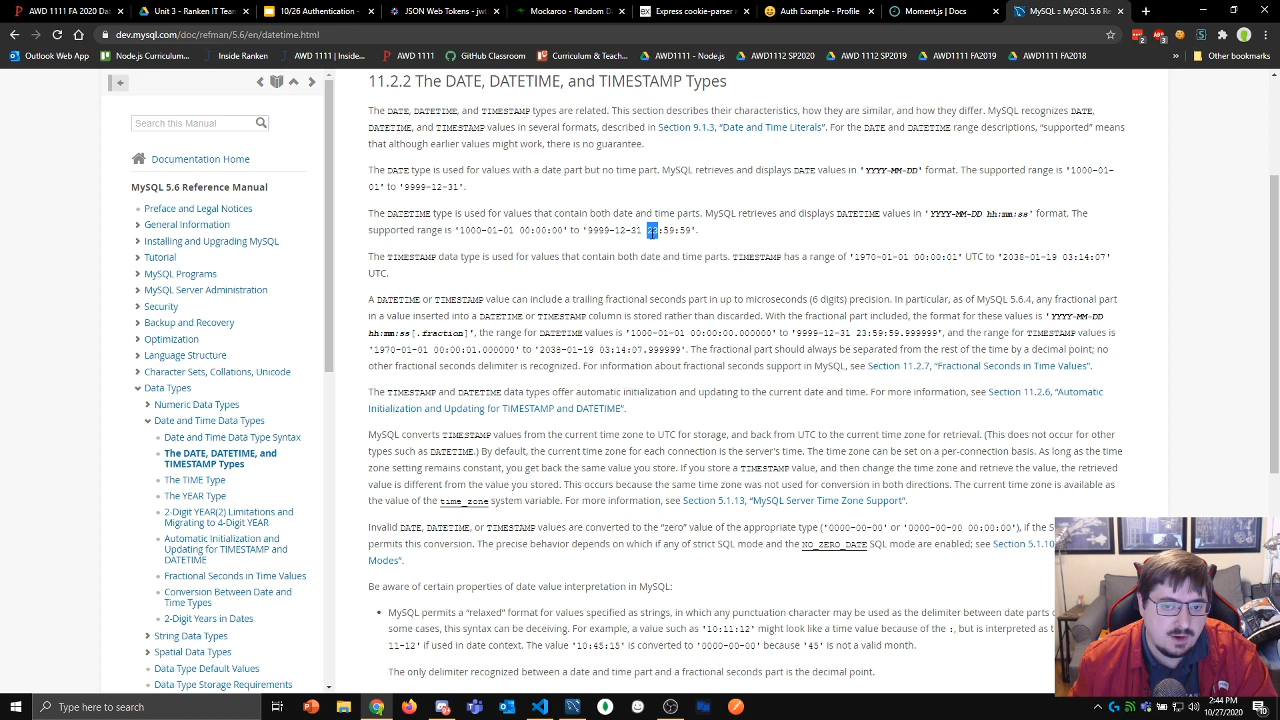 AWD 1111 FA 2020 Dat
Unit 3 - Ranken IT Team
10/26 Authentication -
JSON Web Tokens - jwt
Mockaroo - Random Da
Express cookie-parser
Auth Example - Profile
Moment.js | Docs
MySQL :: MySQL 5.6 Re
dev.mysql.com/doc/refman/5.6/en/datetime.html
Outlook Web App
Node.js Curriculum...
Inside Ranken
AWD 1111 | Inside...
AWD 1111
GitHub Classroom
Curriculum & Testin...
AWD1111 SP2020
AWD 1112 SP2020
AWD1111 FA2019
AWD1111 FA2018
»
Other bookmarks
Search this Manual
Documentation Home
MySQL 5.6 Reference Manual
Preface and Legal Notices
General Information
Installing and Upgrading MySQL
Tutorial
MySQL Programs
MySQL Server Administration
Security
Backup and Recovery
Optimization
Language Structure
Character Sets, Collations, Unicode
Data Types
Numeric Data Types
Date and Time Data Types
Date and Time Data Type Syntax
The DATE, DATETIME, and
TIMESTAMP Types
The TIME Type
The YEAR Type
2-Digit YEAR(2) Limitations and
Migrating to 4-Digit YEAR
Automatic Initialization and
Updating for TIMESTAMP and
DATETIME
Fractional Seconds in Time Values
Conversion Between Date and
Time Types
2-Digit Years in Dates
String Data Types
Spatial Data Types
Data Type Default Values
Data Type Storage Requirements
11.2.2 The DATE, DATETIME, and TIMESTAMP Types
The DATE, DATETIME, and TIMESTAMP types are related. This section describes their characteristics, how they are similar, and how they differ. MySQL recognizes DATE,
DATETIME, and TIMESTAMP values in several formats, described in Section 9.1.3, “Date and Time Literals”. For the DATE and DATETIME range descriptions, “supported” means
that although earlier values might work, there is no guarantee.
The DATE type is used for values with a date part but no time part. MySQL retrieves and displays DATE values in 'YYYY-MM-DD' format. The supported range is '1000-01-
01' to '9999-12-31'.
The DATETIME type is used for values that contain both date and time parts. MySQL retrieves and displays DATETIME values in 'YYYY-MM-DD hh:mm:ss' format. The
supported range is '1000-01-01 00:00:00' to '9999-12-31 23:59:59'.
The TIMESTAMP data type is used for values that contain both date and time parts. TIMESTAMP has a range of '1970-01-01 00:00:01' UTC to '2038-01-19 03:14:07'
UTC.
A DATETIME or TIMESTAMP value can include a trailing fractional seconds part in up to microseconds (6 digits) precision. In particular, as of MySQL 5.6.4, any fractional part
in a value inserted into a DATETIME or TIMESTAMP column is stored rather than discarded. With the fractional part included, the format for these values is 'YYYY-MM-DD
hh:mm:ss[.fraction]', the range for DATETIME values is '1000-01-01 00:00:00.000000' to '9999-12-31 23:59:59.999999', and the range for TIMESTAMP values is
'1970-01-01 00:00:01.000000' to '2038-01-19 03:14:07.999999'. The fractional part should always be separated from the rest of the time by a decimal point; no
other fractional seconds delimiter is recognized. For information about fractional seconds support in MySQL, see Section 11.2.7, “Fractional Seconds in Time Values”.
The TIMESTAMP and DATETIME data types offer automatic initialization and updating to the current date and time. For more information, see Section 11.2.6, “Automatic
Initialization and Updating for TIMESTAMP and DATETIME”.
MySQL converts TIMESTAMP values from the current time zone to UTC for storage, and back from UTC to the current time zone for retrieval. (This does not occur for other
types such as DATETIME.) By default, the current time zone for each connection is the server's time. The time zone can be set on a per-connection basis. As long as the
time zone setting remains constant, you get back the same value you store. If you store a TIMESTAMP value, and then change the time zone and retrieve the value, the retrieved
value is different from the value you stored. This occurs because the same time zone was not used for conversion in both directions. The current time zone is available as
the value of the time_zone system variable. For more information, see Section 5.1.13, “MySQL Server Time Zone Support”.
Invalid DATE, DATETIME, or TIMESTAMP values are converted to the “zero” value of the appropriate type ('0000-00-00' or '0000-00-00 00:00:00'), if the S
permits this conversion. The precise behavior depends on which if any of strict SQL mode and the NO_ZERO_DATE SQL mode are enabled; see Section 5.1.10
Modes”.
Be aware of certain properties of date value interpretation in MySQL:
• MySQL permits a “relaxed” format for values specified as strings, in which any punctuation character may be used as the delimiter between date parts
some cases, this syntax can be deceiving. For example, a value such as '10:11:12' might look like a time value because of the :, but is interpreted as
11-12' if used in date context. The value '10:45:15' is converted to '0000-00-00' because '45' is not a valid month.
The only delimiter recognized between a date and time part and a fractional seconds part is the decimal point.
Type here to search
2:44 PM
10/27/2020